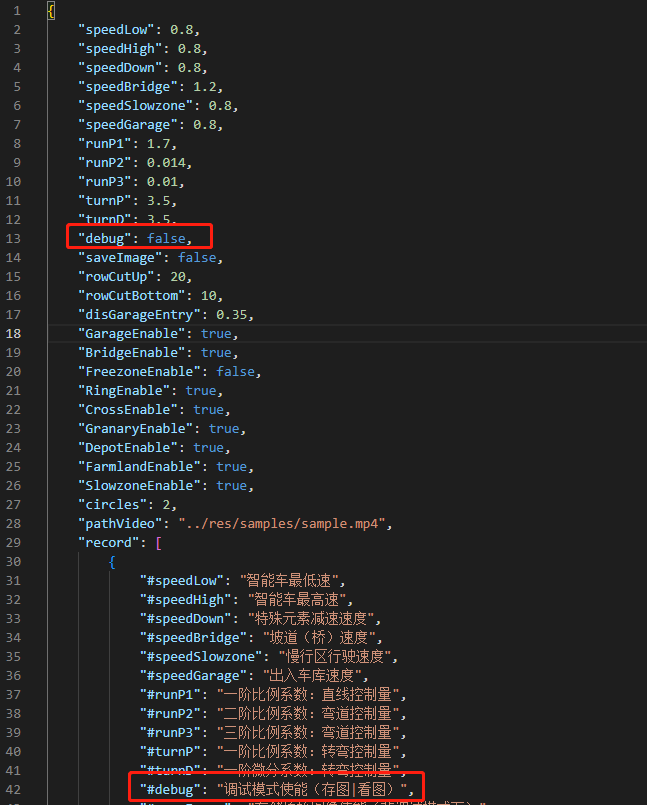 1 {
2 "speedLow": 0.8,
3 "speedHigh": 0.8,
4 "speedDown": 0.8,
5 "speedBridge": 1.2,
6 "speedSlowzone": 0.8,
7 "speedGarage": 0.8,
8 "runP1": 1.7,
9 "runP2": 0.014,
10 "runP3": 0.01,
11 "turnP": 3.5,
12 "turnD": 3.5,
13 "debug": false,
14 "saveImage": false,
15 "rowCutUp": 20,
16 "rowCutBottom": 10,
17 "disGarageEntry": 0.35,
18 "GarageEnable": true,
19 "BridgeEnable": true,
20 "FreezoneEnable": false,
21 "RingEnable": true,
22 "CrossEnable": true,
23 "GranaryEnable": true,
24 "DepotEnable": true,
25 "FarmlandEnable": true,
26 "SlowzoneEnable": true,
27 "circles": 2,
28 "pathVideo": "../res/samples/sample.mp4",
29 "record": [
30 {
31 "#speedLow": "智能车最低速",
32 "#speedHigh": "智能车最高速",
33 "#speedDown": "特殊元素减速速度",
34 "#speedBridge": "坡道（桥）速度",
35 "#speedSlowzone": "慢行区行驶速度",
36 "#speedGarage": "出入车库速度",
37 "#runP1": "一阶比例系数：直线控制量",
38 "#runP2": "二阶比例系数：弯道控制量",
39 "#runP3": "三阶比例系数：弯道控制量",
40 "#turnP": "一阶比例系数：转弯控制量",
41 "#turnD": "一阶微分系数：转弯控制量",
42 "#debug": "调试模式使能（存图|看图）",